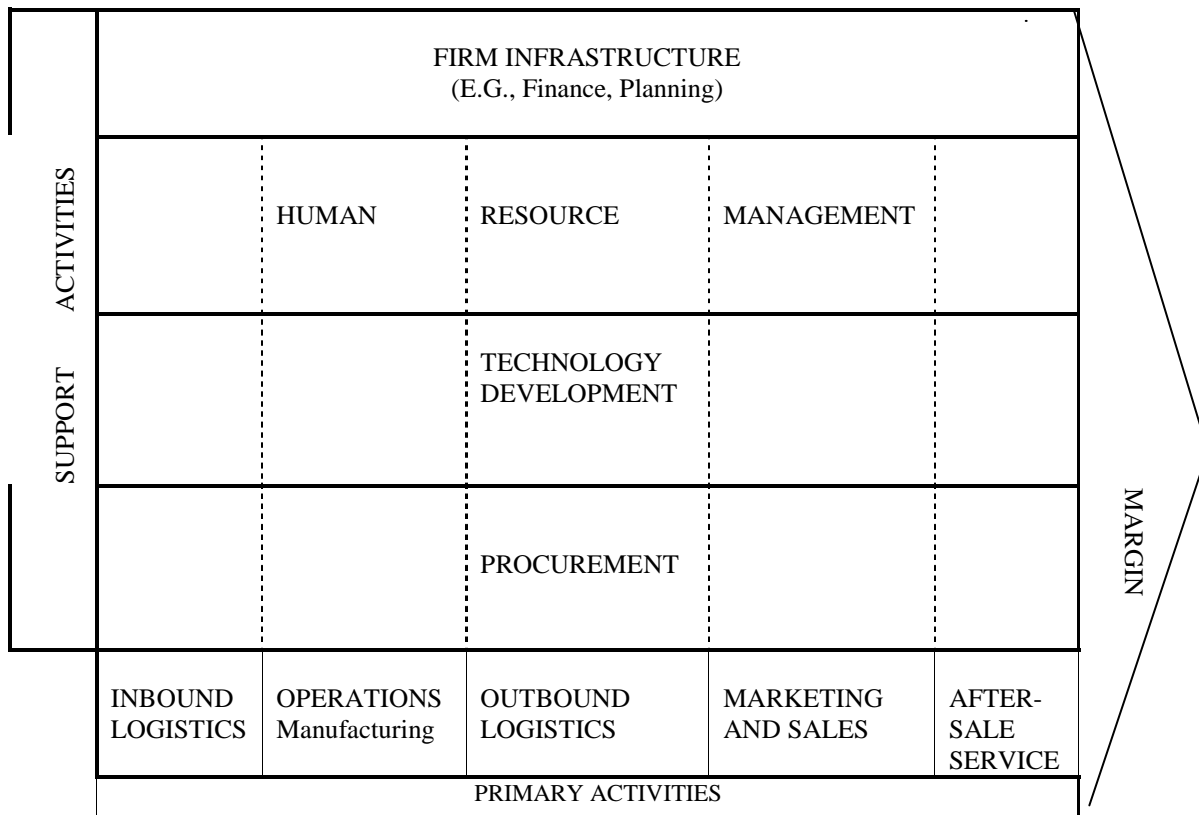 FIRM INFRASTRUCTURE
(E.G., Finance, Planning)
ACTIVITIES
SUPPORT
HUMAN RESOURCE MANAGEMENT
TECHNOLOGY
DEVELOPMENT
PROCUREMENT
MARGIN
INBOUND
LOGISTICS
OPERATIONS
Manufacturing
OUTBOUND
LOGISTICS
MARKETING
AND SALES
AFTER-
SALE
SERVICE
PRIMARY ACTIVITIES